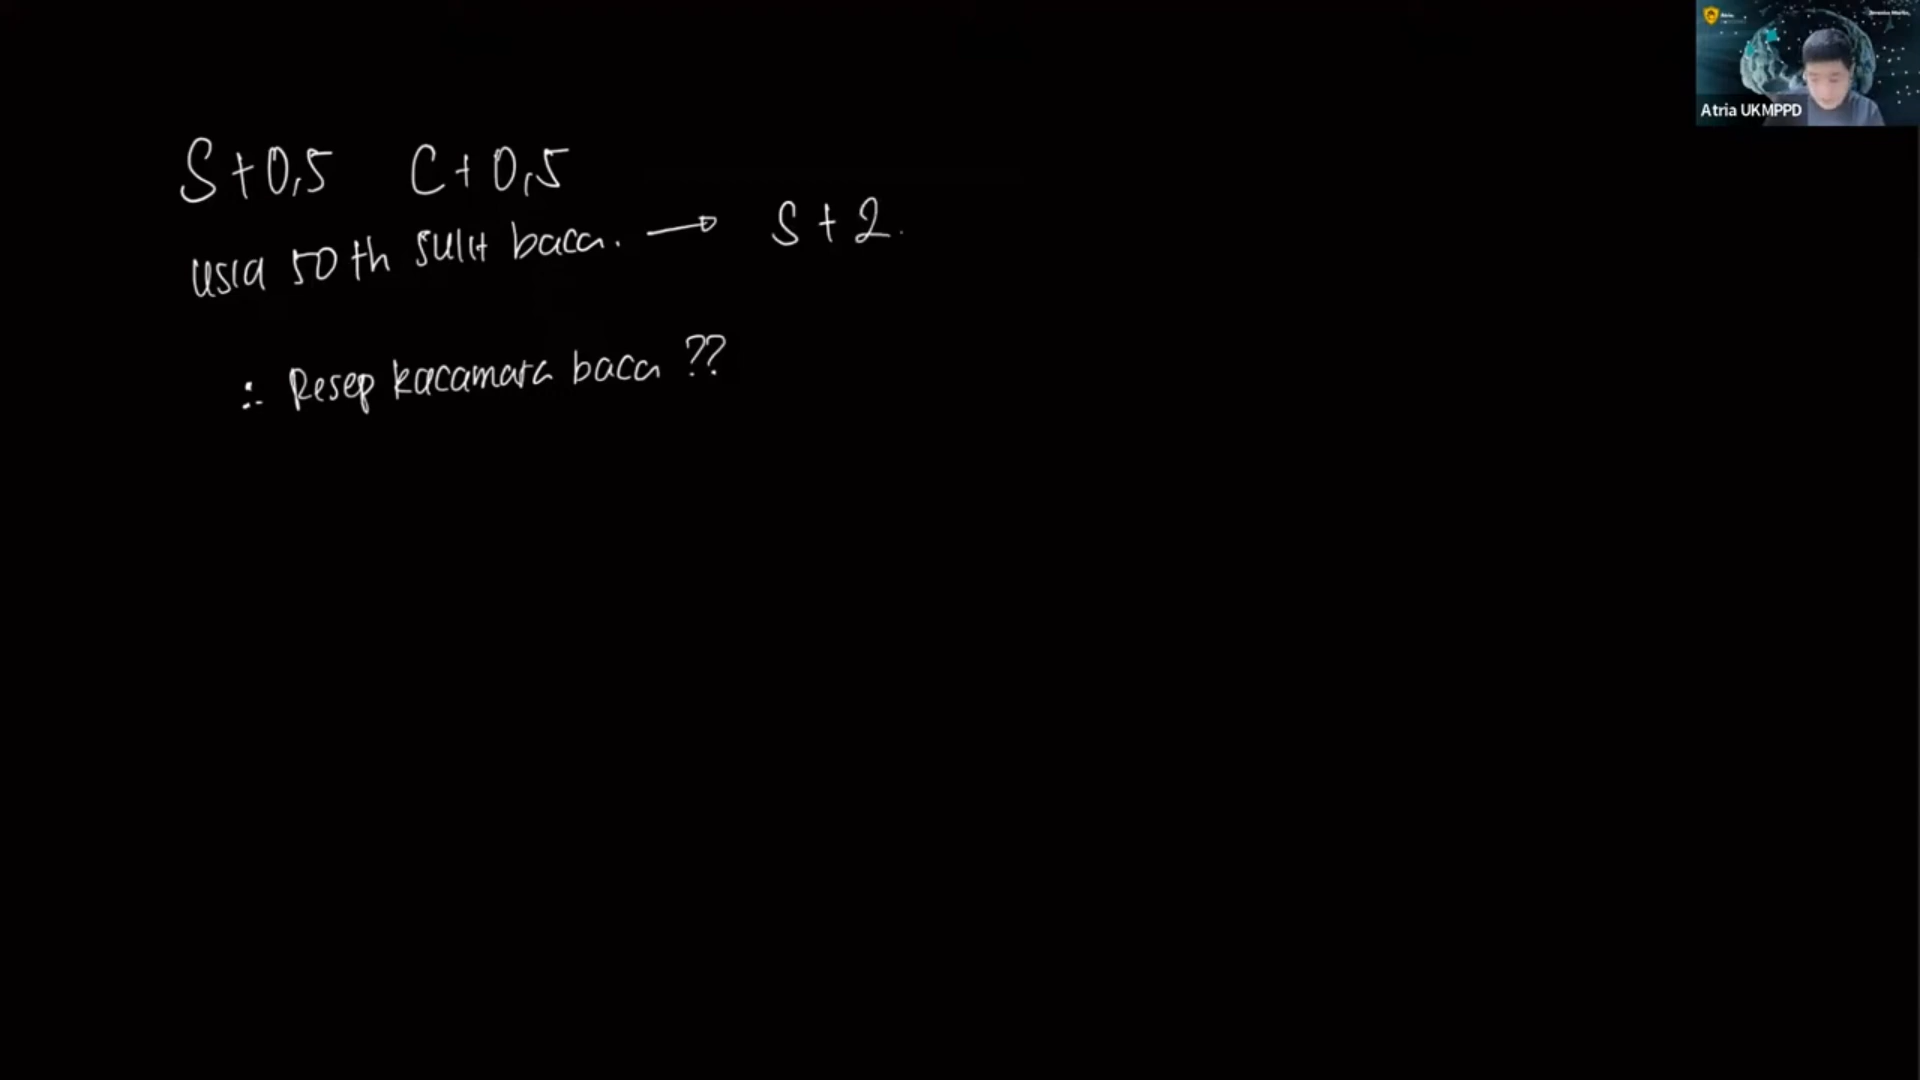 S+0,5 C+0,5
usia 50 th sulit baca. → S+2.
∴ Resep kacamata baca ??
Atria UKMPPD